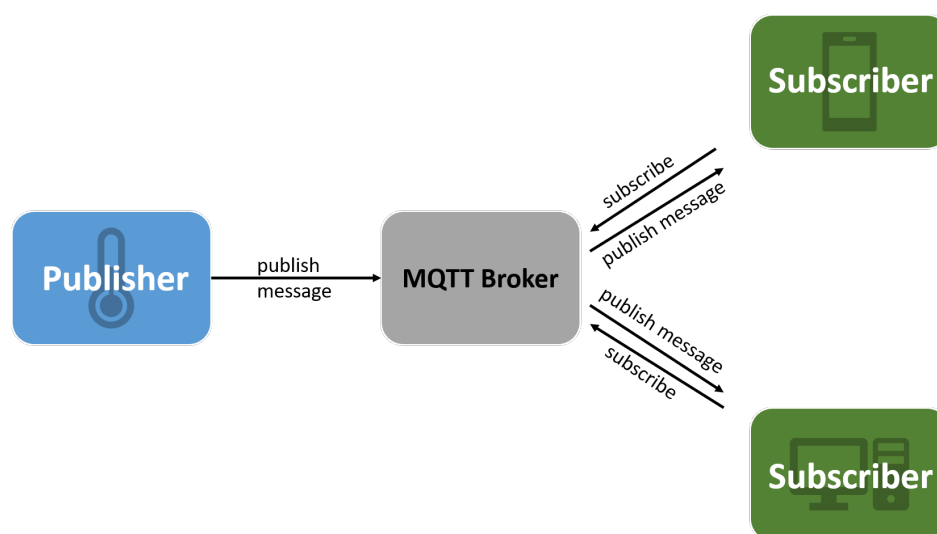 Subscriber
subscribe
publish message
Publisher
publish
message
MQTT Broker
publish message
subscribe
Subscriber